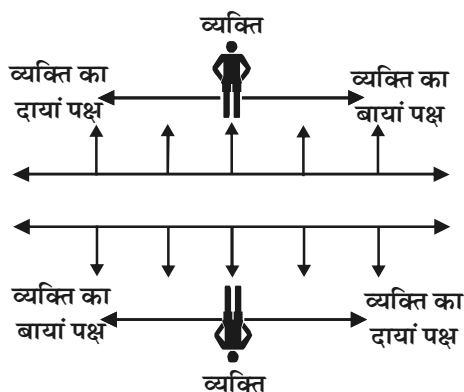 व्यक्ति
व्यक्ति का
दायां पक्ष
व्यक्ति का
बायां पक्ष
व्यक्ति का
बायां पक्ष
व्यक्ति का
दायां पक्ष
व्यक्ति